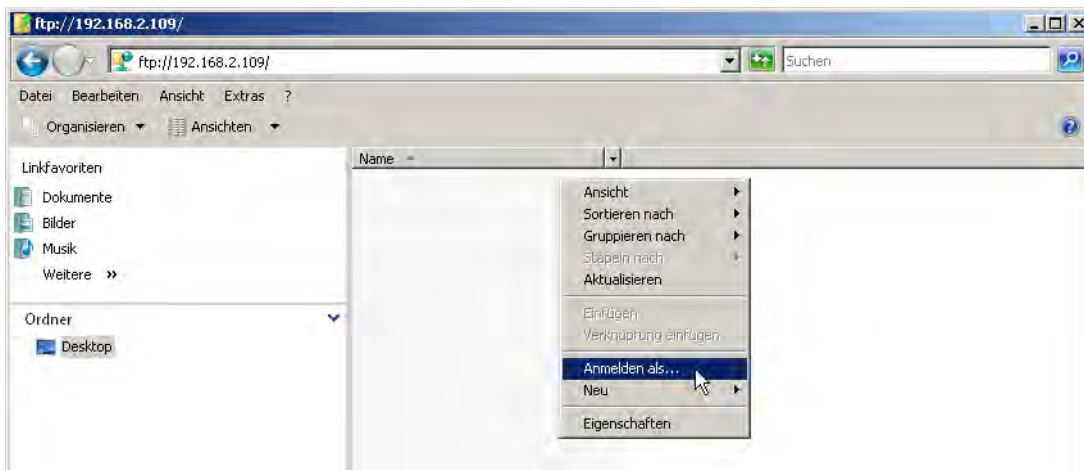 ftp://192.168.2.109/
ftp://192.168.2.109/
Suchen
Datei Bearbeiten Ansicht Extras ?
Organisieren Ansichten
Linkfavoriten
Dokumente
Bilder
Musik
Weitere »
Ordner
Desktop
Name
Ansicht
Sortieren nach
Gruppieren nach
Stapeln nach
Aktualisieren
Einfügen
Verknüpfung einfügen
Anmelden als...
Neu
Eigenschaften